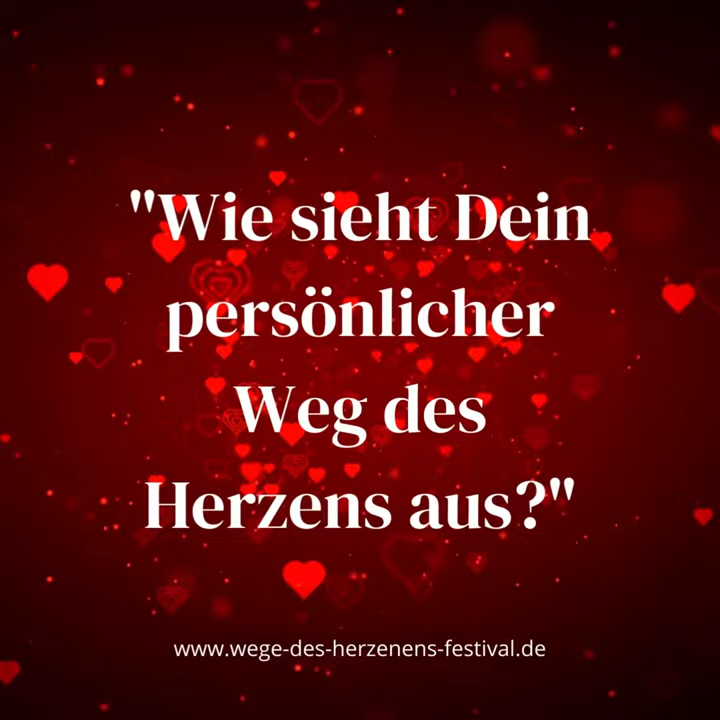 "Wie sieht Dein
persönlicher
Weg des
Herzens aus?"
www.wege-des-herzenens-festival.de